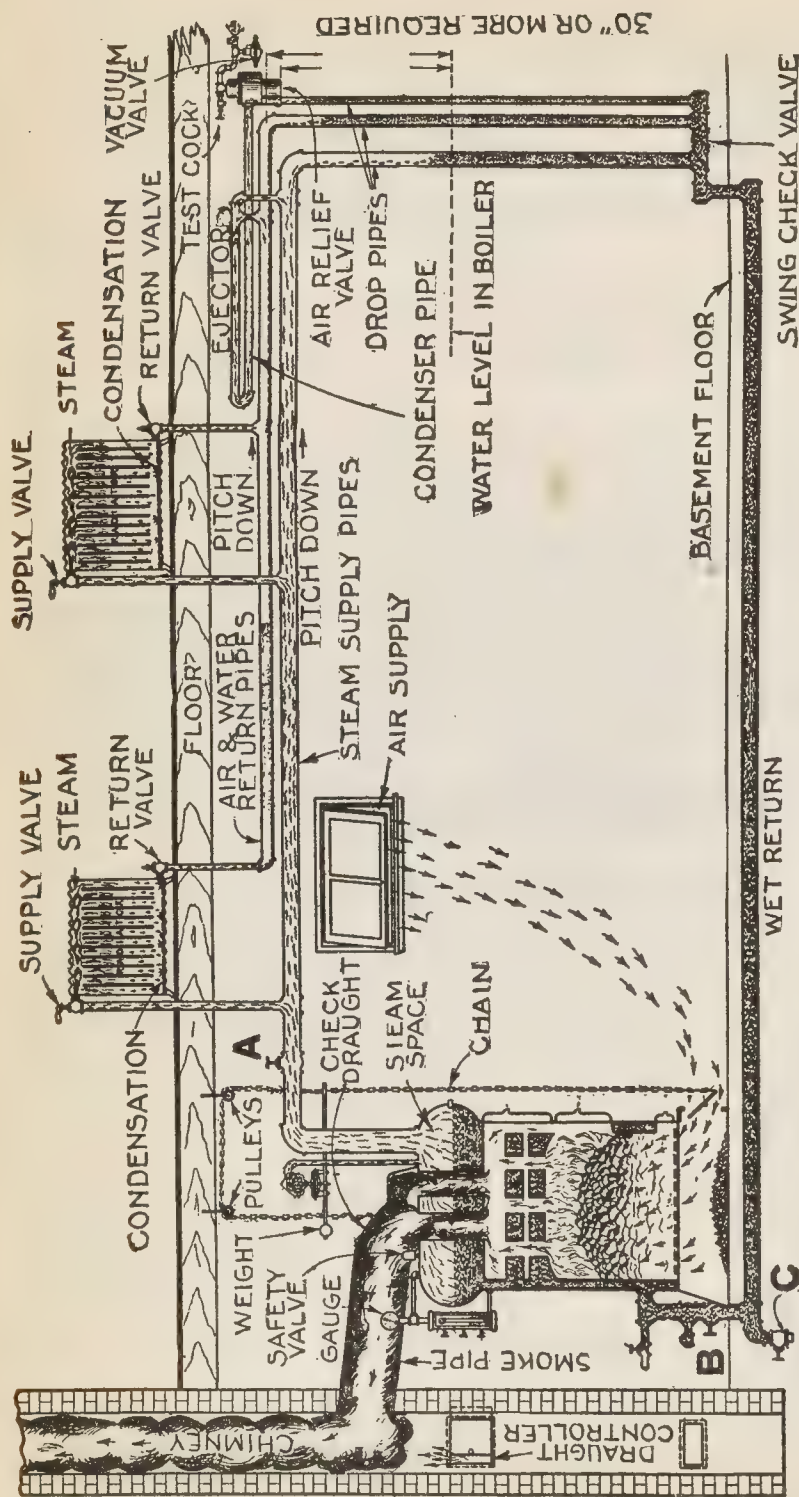 SUPPLY VALVE
STEAM
CONDENSATION
RETURN VALVE
VACUUM
VALVE
TEST COCK
30" OR MORE REQUIRED
SUPPLY VALVE
STEAM
RETURN
VALVE
FLOOR
AIR & WATER
RETURN PIPES
PITCH
DOWN
EJECTOR
AIR RELIEF
VALVE
DROP PIPES
CONDENSER PIPE
WATER LEVEL IN BOILER
PITCH DOWN
STEAM SUPPLY PIPES
AIR SUPPLY
CONDENSATION
A
PULLEYS
CHECK
DRAUGHT
STEAM
SPACE
CHAIN
WEIGHT
SAFETY
VALVE
GAUGE
SMOKE PIPE
CHIMNEY
DRAUGHT
CONTROLLER
B
C
WET RETURN
BASEMENT FLOOR
SWING CHECK VALVE